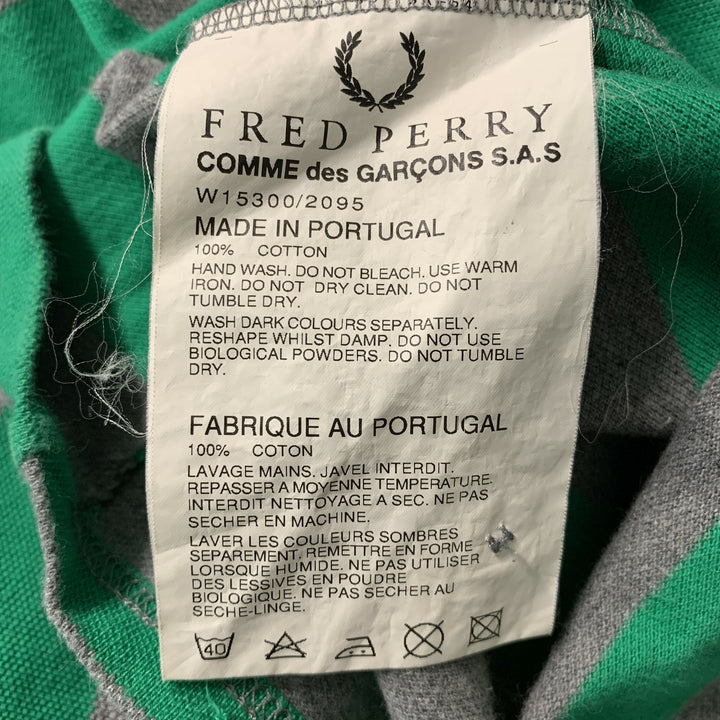 FRED PERRY
COMME des GARÇONS S.A.S
W15300/2095
MADE IN PORTUGAL
100% COTTON
HAND WASH. DO NOT BLEACH. USE WARM
IRON. DO NOT DRY CLEAN. DO NOT
TUMBLE DRY.
WASH DARK COLOURS SEPARATELY.
RESHAPE WHILST DAMP. DO NOT USE
BIOLOGICAL POWDERS. DO NOT TUMBLE
DRY.
FABRIQUE AU PORTUGAL
100% COTON
LAVAGE MAINS. JAVEL INTERDIT.
REPASSER A MOYENNE TEMPERATURE.
INTERDIT NETTOYAGE A SEC. NE PAS
SECHER EN MACHINE.
LAVER LES COULEURS SOMBRES
SEPAREMENT. REMETTRE EN FORME
LORSQUE HUMIDE. NE PAS UTILISER
DES LESSIVES EN POUDRE
BIOLOGIQUE. NE PAS SECHER AU
SECHE-LINGE.
40